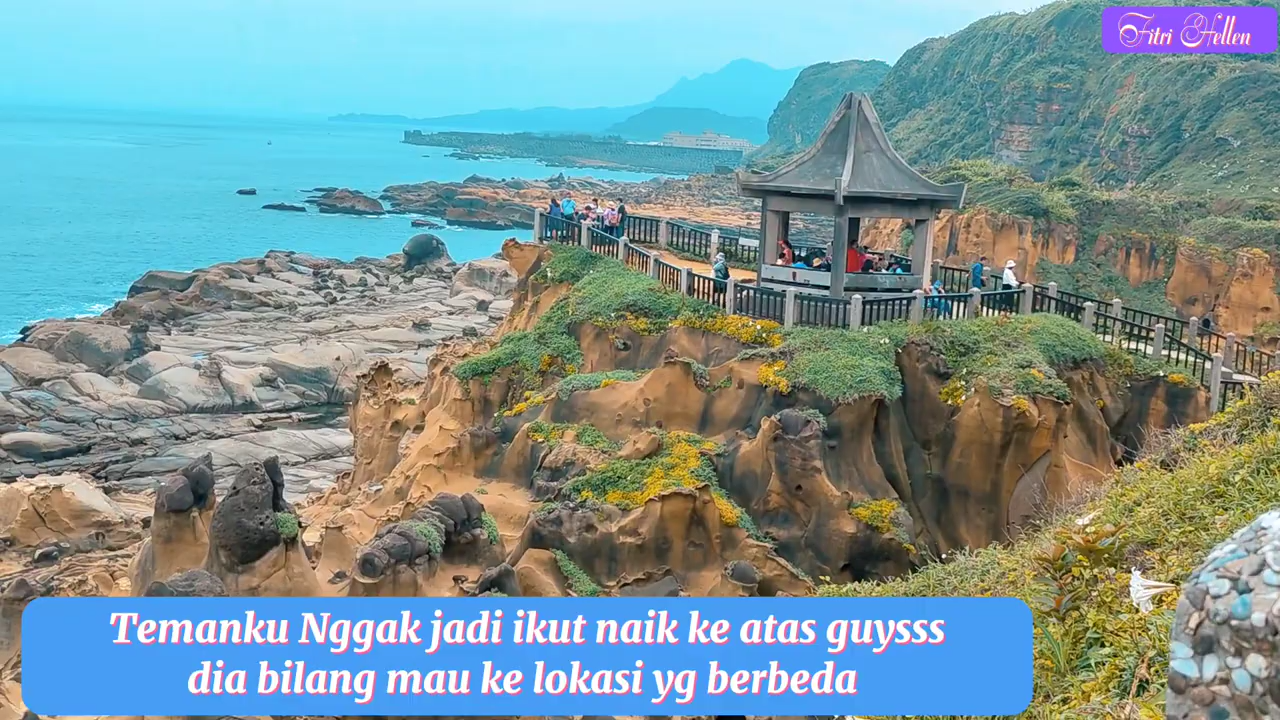 Fitri Hellen
Temanku Nggak jadi ikut naik ke atas guysss
dia bilang mau ke lokasi yg berbeda